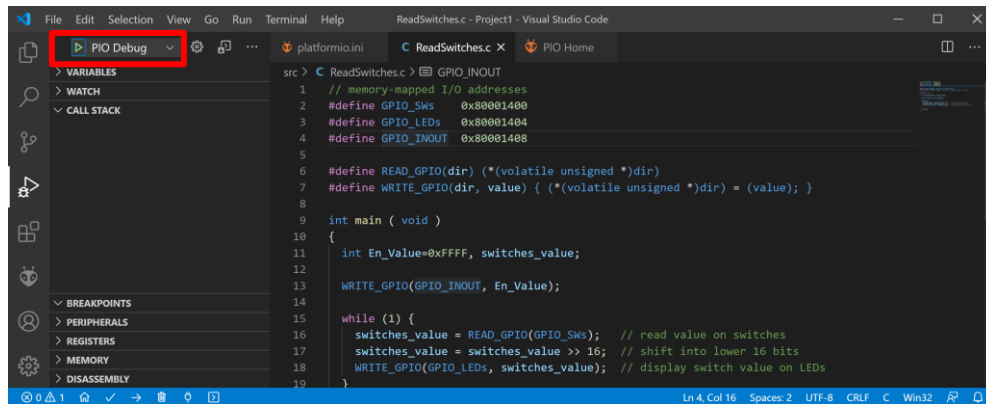 File Edit Selection View Go Run Terminal Help ReadSwitches.c - Project1 - Visual Studio Code
PIO Debug
platformio.ini C ReadSwitches.c PIO Home
VARIABLES
WATCH
CALL STACK
BREAKPOINTS
PERIPHERALS
REGISTERS
MEMORY
DISASSEMBLY
src > C ReadSwitches.c > GPIO_INOUT
1 // memory-mapped I/O addresses
2 #define GPIO_SWs 0x80001400
3 #define GPIO_LEDs 0x80001404
4 #define GPIO_INOUT 0x80001408
5
6 #define READ_GPIO(dir) (*(volatile unsigned *)dir)
7 #define WRITE_GPIO(dir, value) { (*(volatile unsigned *)dir) = (value); }
8
9 int main ( void )
10 {
11 int En_Value=0xFFFF, switches_value;
12
13 WRITE_GPIO(GPIO_INOUT, En_Value);
14
15 while (1) {
16 switches_value = READ_GPIO(GPIO_SWs); // read value on switches
17 switches_value = switches_value >> 16; // shift into lower 16 bits
18 WRITE_GPIO(GPIO_LEDs, switches_value); // display switch value on LEDs
19 }
0 1 Ln 4, Col 16 Spaces: 2 UTF-8 CRLF C Win32